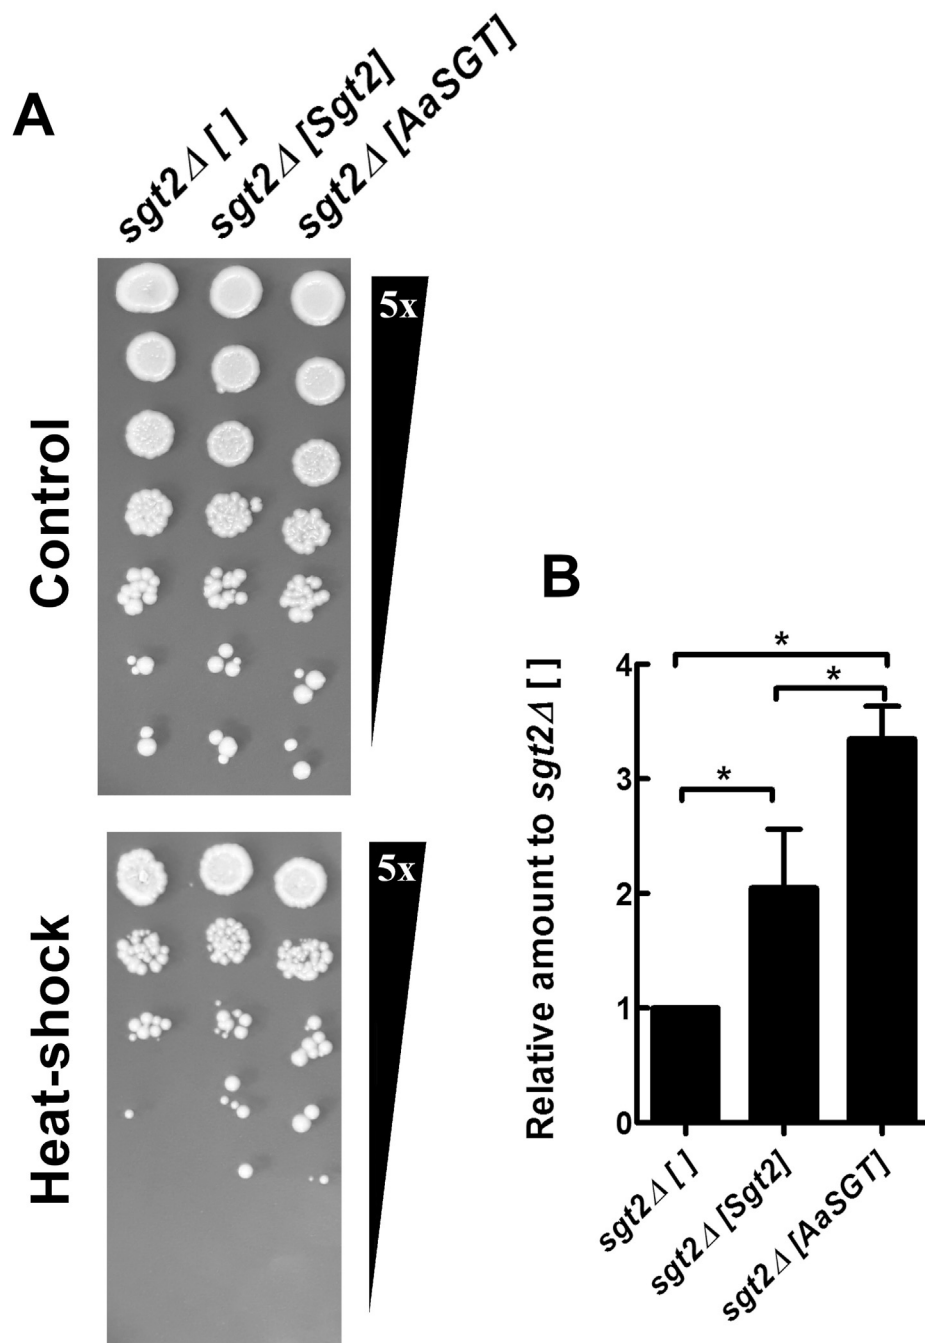 A
sgt2Δ [ ]
sgt2Δ [Sgt2]
sgt2Δ [AaSGT]
Control
5x
Heat-shock
5x
B
Relative amount to sgt2Δ [ ]
4
3
2
1
0
*
*
*
sgt2Δ [ ]
sgt2Δ [Sgt2]
sgt2Δ [AaSGT]